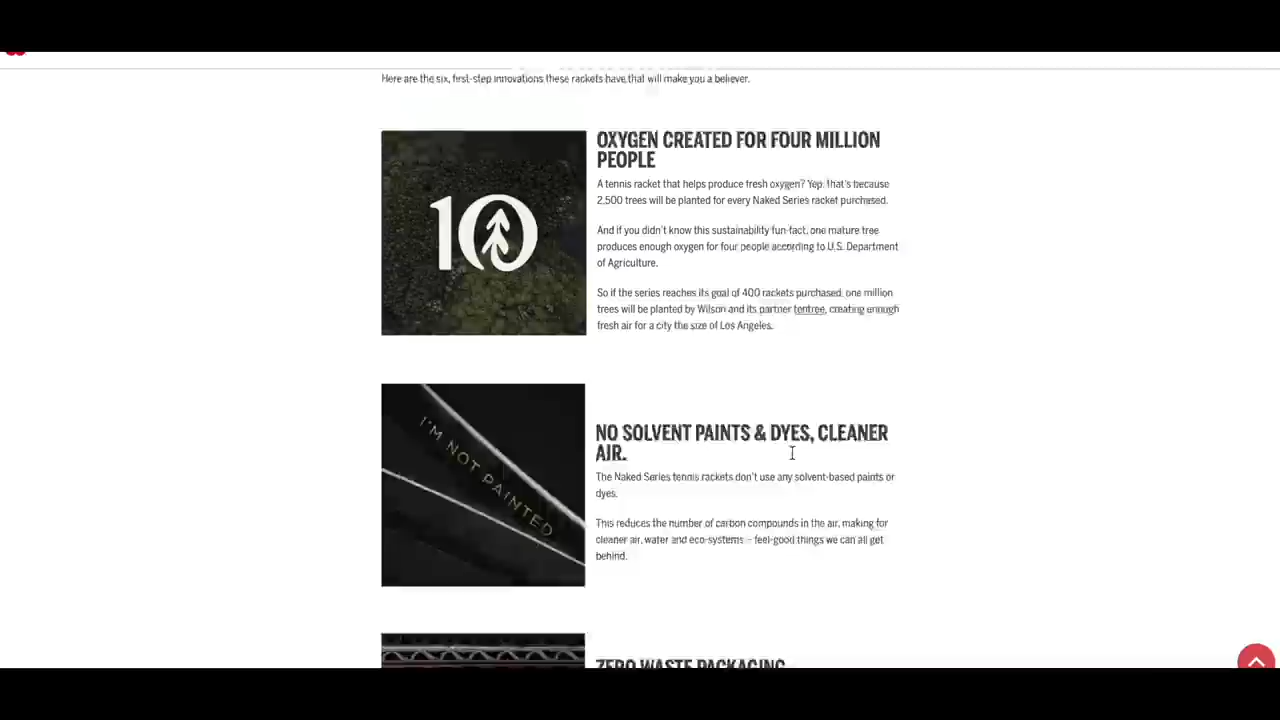 Here are the six, first-step innovations these rackets have that will make you a believer.
10
OXYGEN CREATED FOR FOUR MILLION
PEOPLE
A tennis racket that helps produce fresh oxygen? Yep. That's because
2,500 trees will be planted for every Naked Series racket purchased.
And if you didn't know this sustainability fun-fact, one mature tree
produces enough oxygen for four people according to U.S. Department
of Agriculture.
So if the series reaches its goal of 400 rackets purchased, one million
trees will be planted by Wilson and its partner tentree, creating enough
fresh air for a city the size of Los Angeles.
I'M NOT PAINTED
NO SOLVENT PAINTS & DYES, CLEANER
AIR.
The Naked Series tennis rackets don't use any solvent-based paints or
dyes.
This reduces the number of carbon compounds in the air, making for
cleaner air, water and eco-systems – feel-good things we can all get
behind.
ZERO WASTE PACKAGING